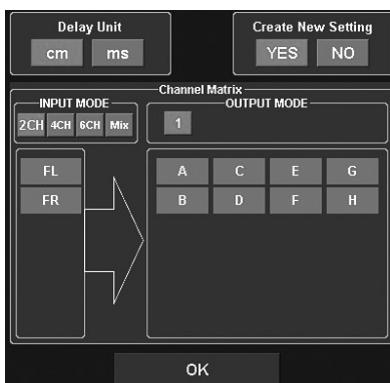 Delay Unit
cm ms
Create New Setting
YES NO
Channel Matrix
INPUT MODE
2CH 4CH 6CH Mix
OUTPUT MODE
1
FL
FR
A C E G
B D F H
OK